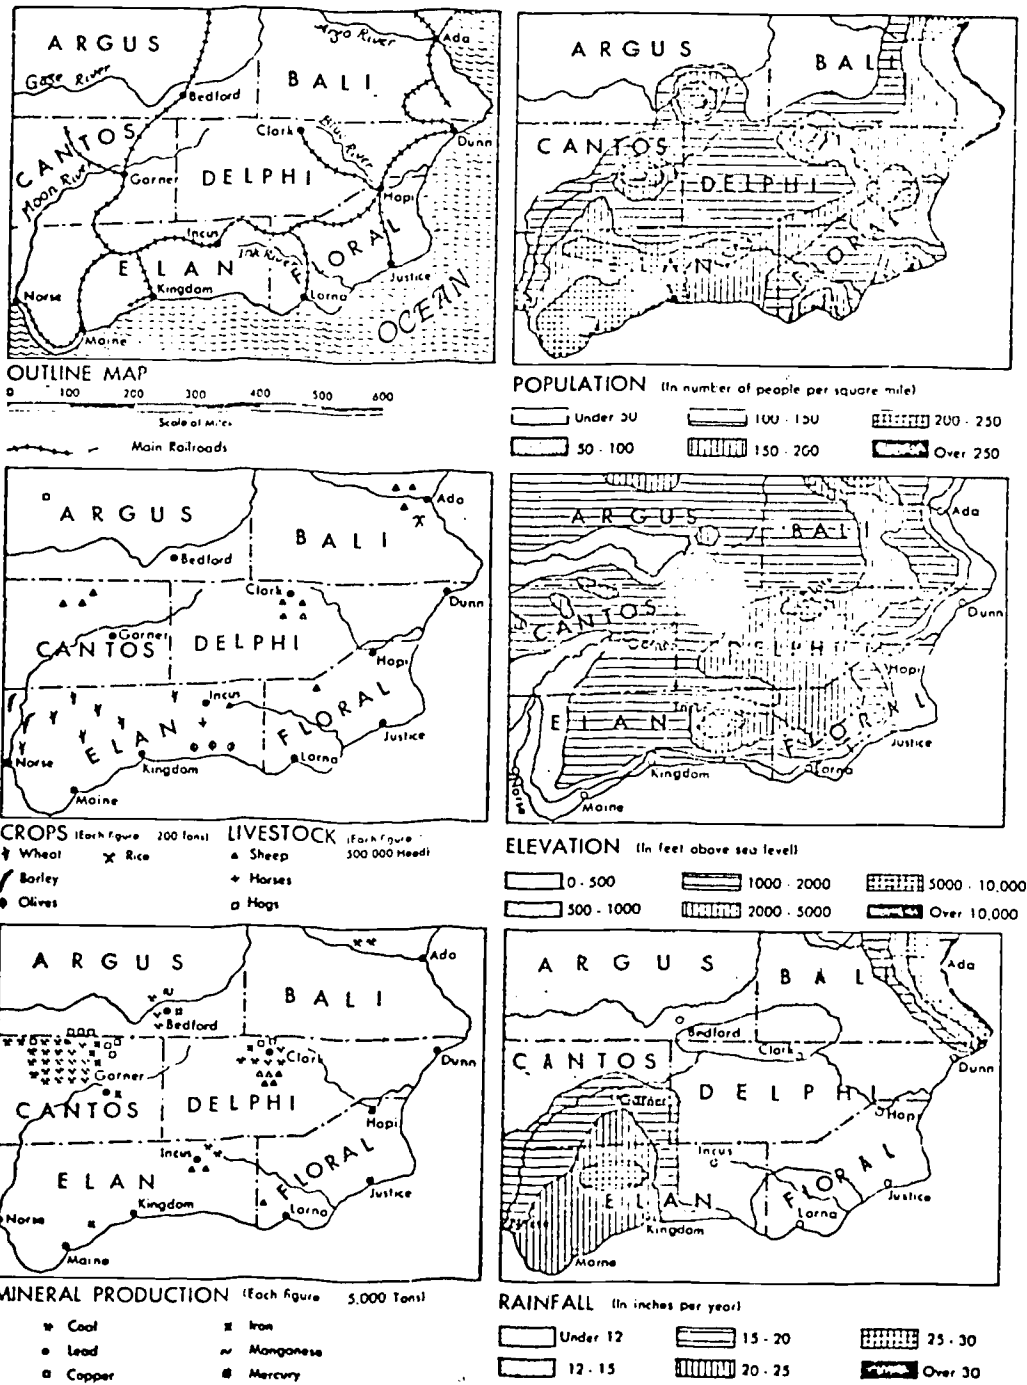 ARGUS
Argo River
Ada
Gase River
BALI
Bedford
CANTOS
Clark
Blue River
Dunn
Moon River
Garner
DELPHI
Hopi
Incus
FLORAL
ELAN
Ink River
Justice
Norse
Kingdom
Lorna
OCEAN
Maine
OUTLINE MAP
0 100 200 300 400 500 600
Scale of Miles
Main Railroads
ARGUS
BALI
CANTOS
DELPHI
ELAN
FLORAL
POPULATION (In number of people per square mile)
Under 50 100 - 150 200 - 250
50 - 100 150 - 200 Over 250
ARGUS
Ada
BALI
Bedford
Clark
Dunn
Garner
CANTOS
DELPHI
Hopi
Incus
ELAN
FLORAL
Norse
Kingdom
Justice
Lorna
Maine
CROPS (Each figure 200 Tons) LIVESTOCK (Each figure 500 000 Head)
Wheat Rice Sheep
Barley Horses
Olives Hogs
ARGUS
BALI
Ada
CANTOS
Dunn
Garner
DELPHI
Hopi
ELAN
FLORAL
Justice
Kingdom
Lorna
Maine
ELEVATION (In feet above sea level)
0 - 500 1000 - 2000 5000 - 10,000
500 - 1000 2000 - 5000 Over 10,000
ARGUS
Ada
BALI
Bedford
Clark
Dunn
Garner
CANTOS
DELPHI
Hopi
Incus
ELAN
FLORAL
Justice
Kingdom
Norse
Lorna
Maine
MINERAL PRODUCTION (Each figure 5,000 Tons)
Coal Iron
Lead Manganese
Copper Mercury
ARGUS
BALI
Ada
Bedford
Clark
CANTOS
Dunn
Garner
DELPHI
Hopi
Incus
ELAN
FLORAL
Justice
Kingdom
Lorna
Maine
RAINFALL (In inches per year)
Under 12 15 - 20 25 - 30
12 - 15 20 - 25 Over 30